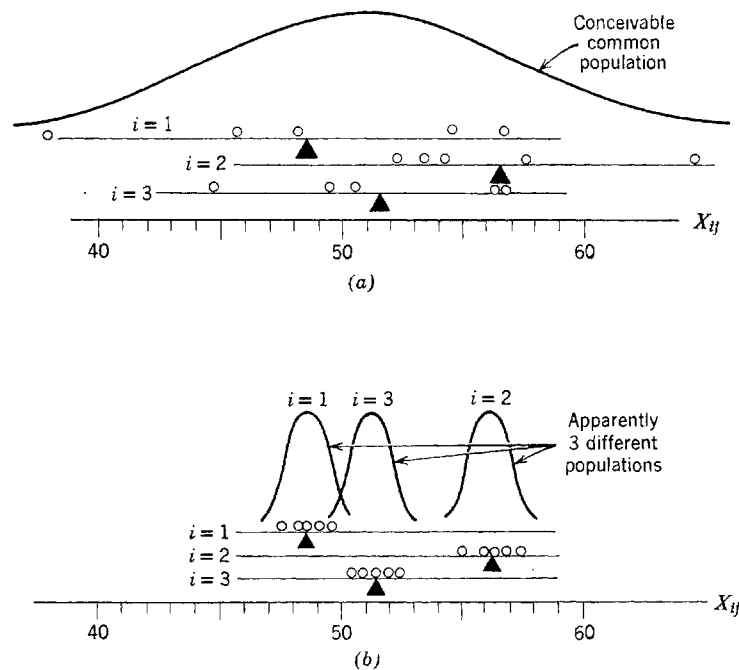 Conceivable
common
population
i = 1
i = 2
i = 3
X_ij
40 50 60
(a)
i = 1 i = 3 i = 2
Apparently
3 different
populations
i = 1
i = 2
i = 3
X_ij
40 50 60
(b)